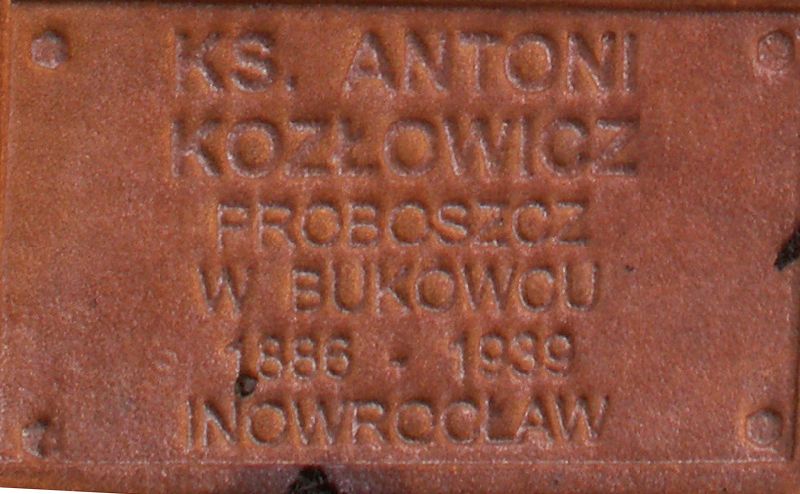 KS. ANTONI
KOZŁOWICZ
PROBOSZCZ
W BUKOWCU
1886 - 1939
INOWROCŁAW